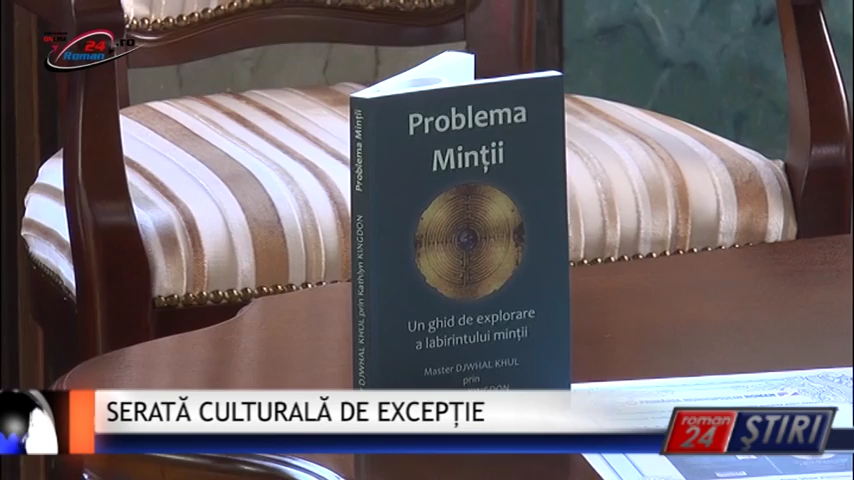 24
Roman
.ro
Problema
Minții
Un ghid de explorare
a labirintului minții
Master DJWHAL KHUL
prin
Problema Minții
DJWHAL KHUL prin Kathlyn KINGDON
SERATĂ CULTURALĂ DE EXCEPȚIE
roman
24
ȘTIRI